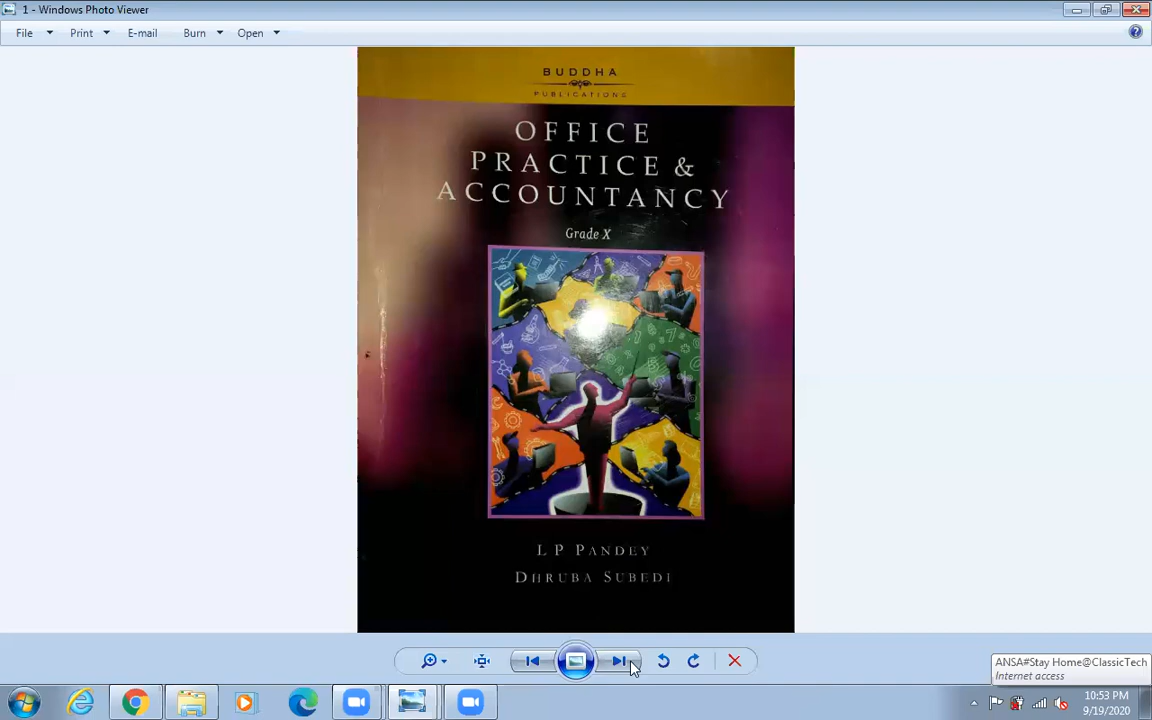 1 - Windows Photo Viewer
File Print E-mail Burn Open
BUDDHA
PUBLICATIONS
OFFICE
PRACTICE &
ACCOUNTANCY
Grade X
L P PANDEY
DHRUBA SUBEDI
ANSA#Stay Home@ClassicTech
Internet access
10:53 PM
9/19/2020